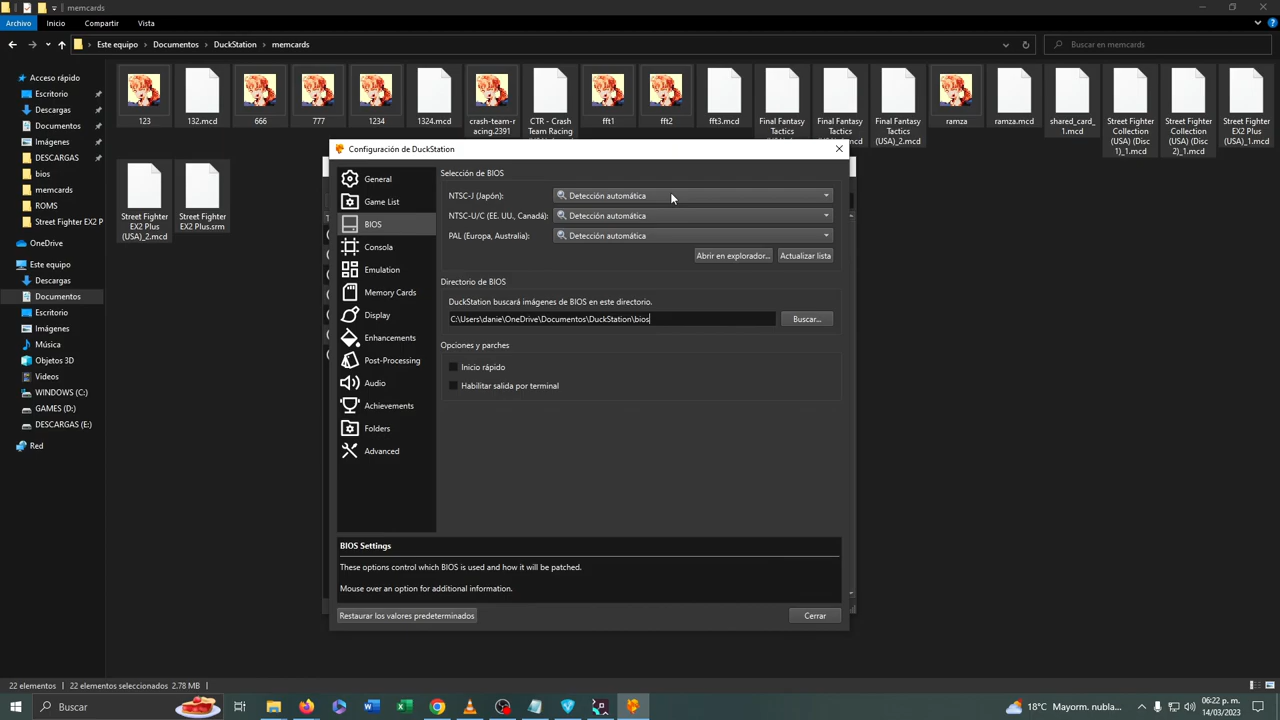 memcards
Archivo Inicio Compartir Vista
Este equipo Documentos DuckStation memcards
Buscar en memcards
Acceso rápido
Escritorio
Descargas
Documentos
Imágenes
DESCARGAS
bios
memcards
ROMS
Street Fighter EX2 P
OneDrive
Este equipo
Descargas
Documentos
Escritorio
Imágenes
Música
Objetos 3D
Videos
WINDOWS (C:)
GAMES (D:)
DESCARGAS (E:)
Red
123
132.mcd
666
777
1234
1324.mcd
crash-team-r
acing.2391
CTR - Crash
Team Racing
fft1
fft2
fft3.mcd
Final Fantasy
Tactics
(USA)_1.mcd
Final Fantasy
Tactics
(USA)_2.mcd
Final Fantasy
Tactics
(USA).mcd
ramza
ramza.mcd
shared_card_
1.mcd
Street Fighter
Collection
(USA) (Disc
1)_1.mcd
Street Fighter
Collection
(USA) (Disc
2)_1.mcd
Street Fighter
EX2 Plus
(USA)_1.mcd
Street Fighter
EX2 Plus
(USA)_2.mcd
Street Fighter
EX2 Plus.srm
Configuración de DuckStation
General
Game List
BIOS
Consola
Emulation
Memory Cards
Display
Enhancements
Post-Processing
Audio
Achievements
Folders
Advanced
Selección de BIOS
NTSC-J (Japón): Detección automática
NTSC-U/C (EE. UU., Canadá): Detección automática
PAL (Europa, Australia): Detección automática
Abrir en explorador... Actualizar lista
Directorio de BIOS
DuckStation buscará imágenes de BIOS en este directorio.
C:\Users\danie\OneDrive\Documentos\DuckStation\bios Buscar...
Opciones y parches
Inicio rápido
Habilitar salida por terminal
BIOS Settings
These options control which BIOS is used and how it will be patched.
Mouse over an option for additional information.
Restaurar los valores predeterminados Cerrar
22 elementos 22 elementos seleccionados 2.78 MB
Buscar
18°C Mayorm. nubla...
06:22 p. m.
14/03/2023